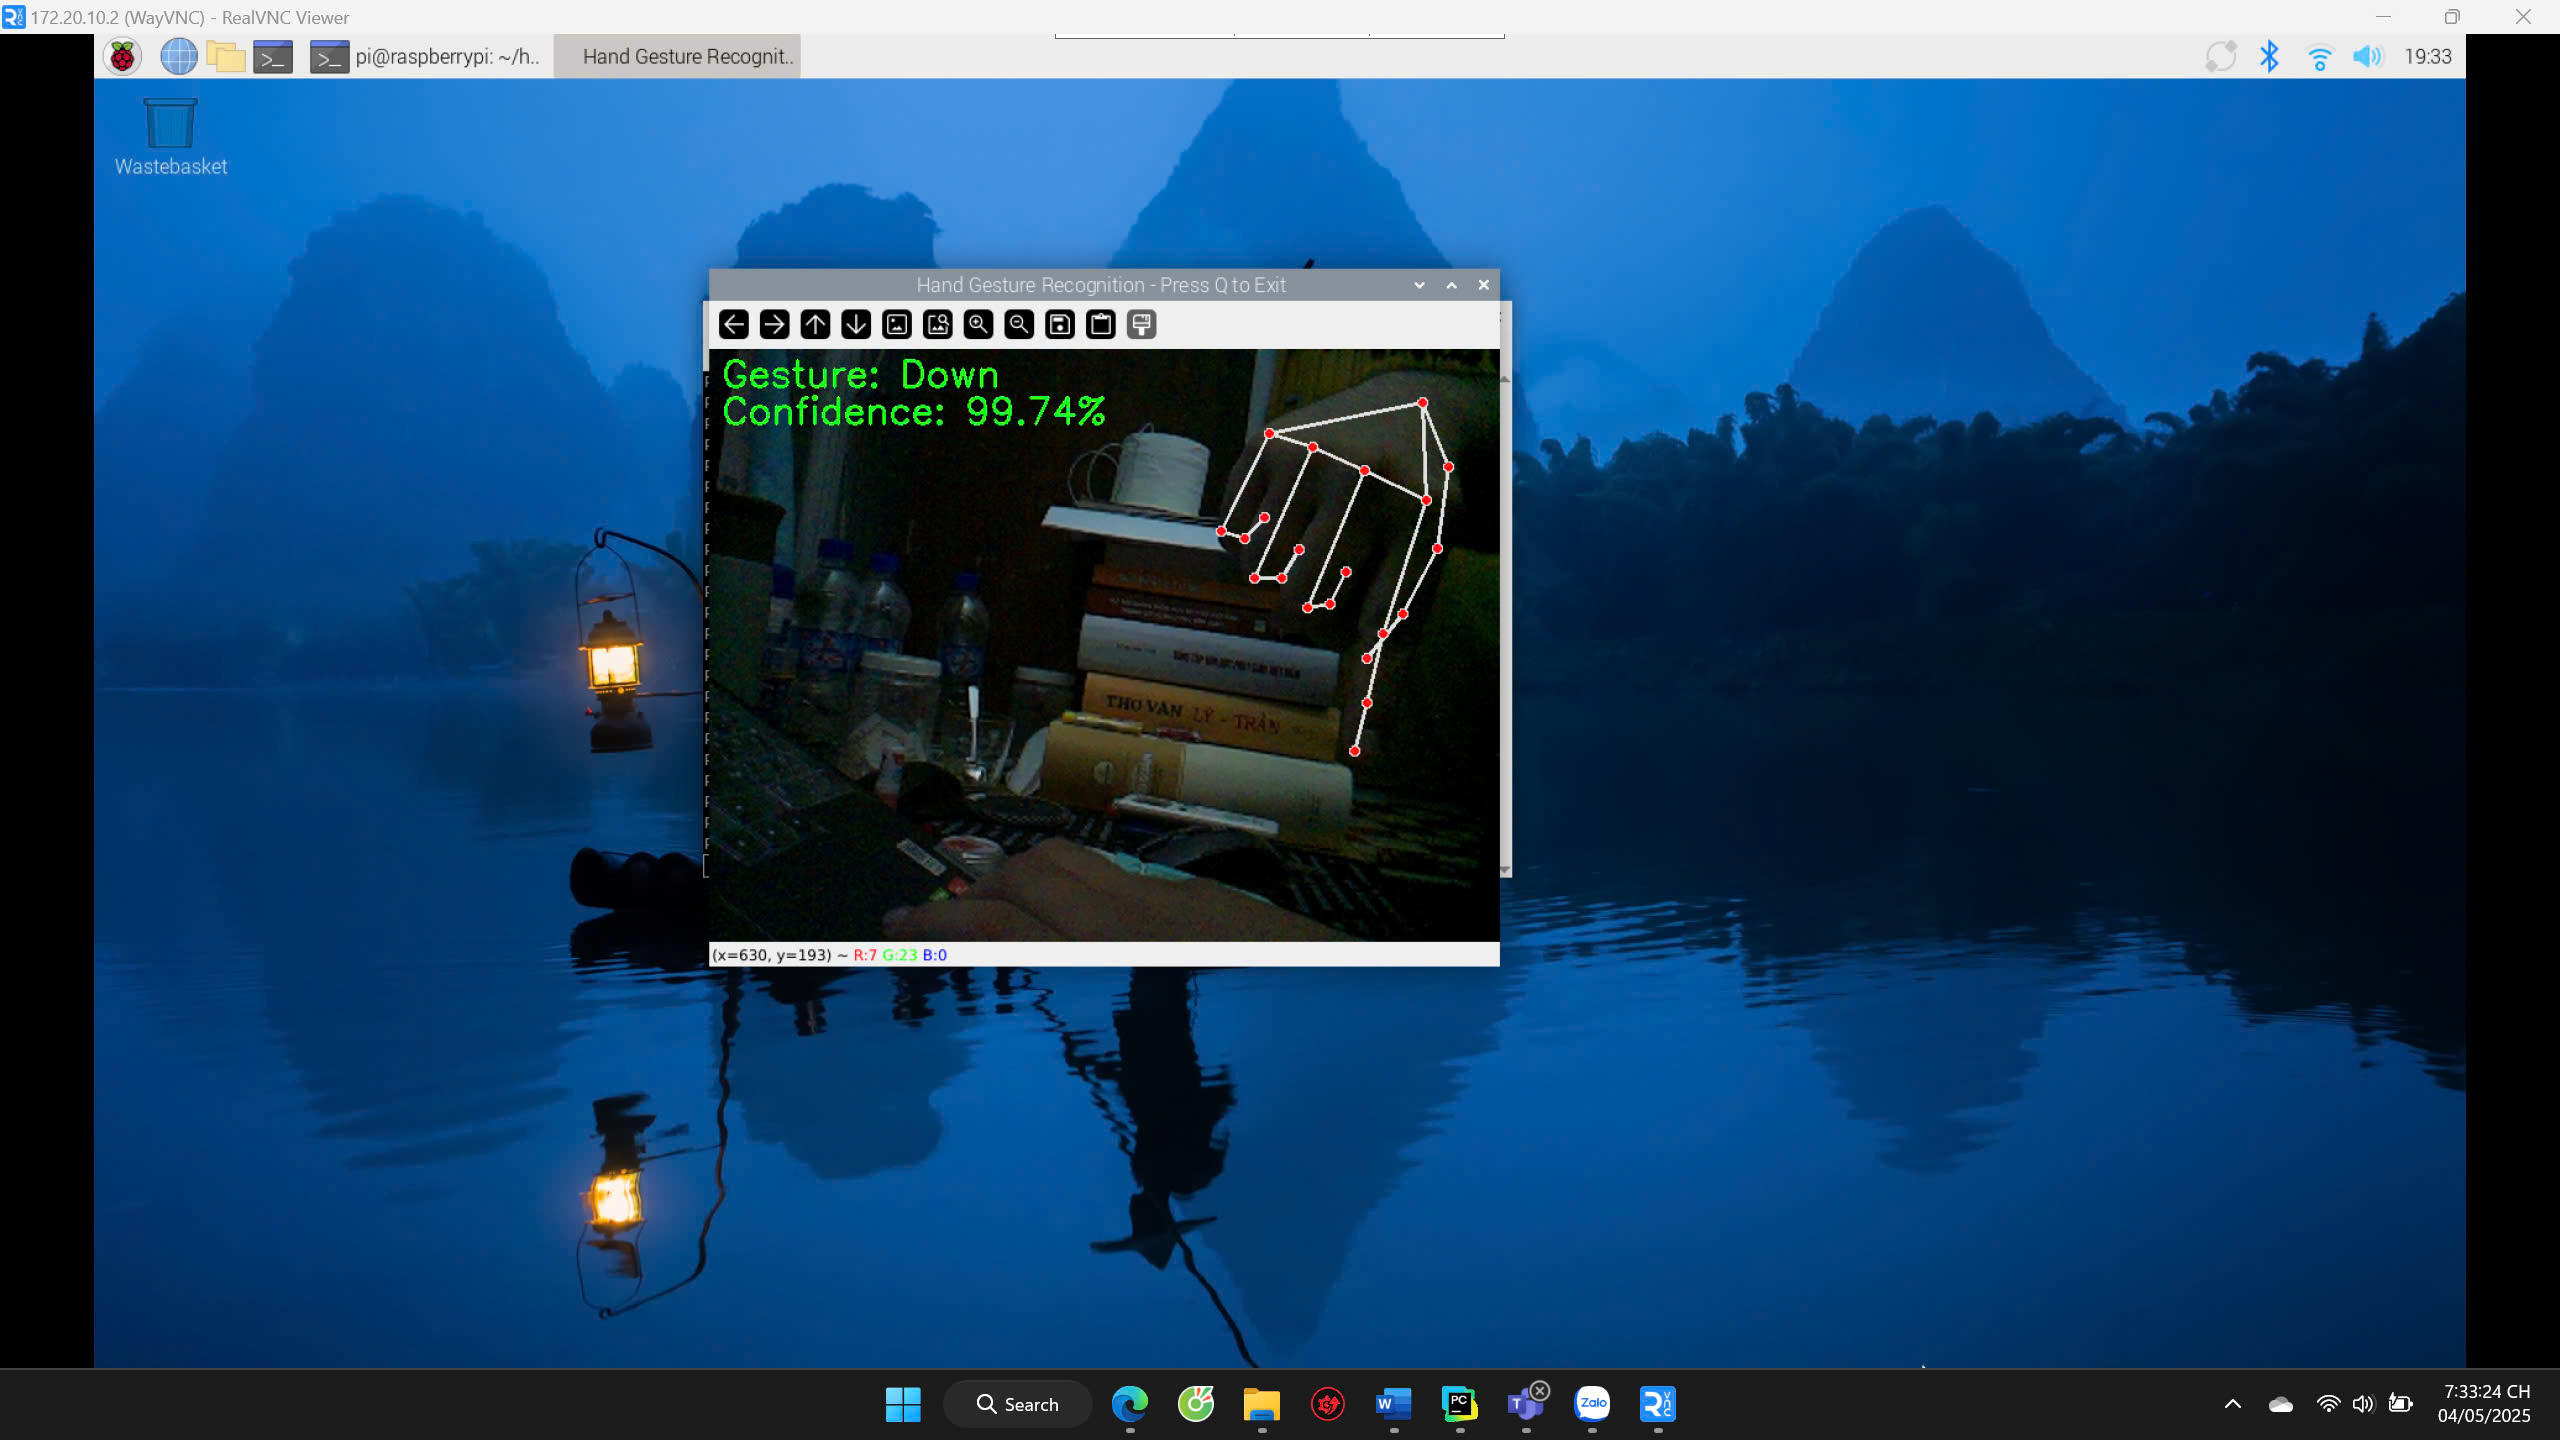 172.20.10.2 (WayVNC) - RealVNC Viewer
pi@raspberrypi: ~/h..
Hand Gesture Recognit..
19:33
Wastebasket
Hand Gesture Recognition - Press Q to Exit
Gesture: Down
Confidence: 99.74%
THƠ VĂN LÝ - TRẦN
(x=630, y=193) ~ R:7 G:23 B:0
Search
PC
Zalo
7:33:24 CH
04/05/2025